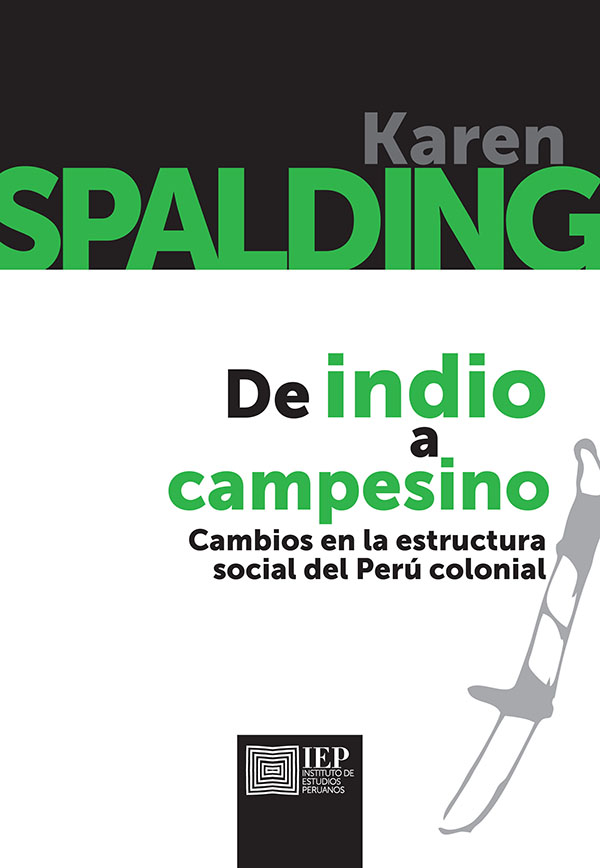 Karen
SPALDING
De indio
a
campesino
Cambios en la estructura
social del Perú colonial
IEP
INSTITUTO DE
ESTUDIOS
PERUANOS